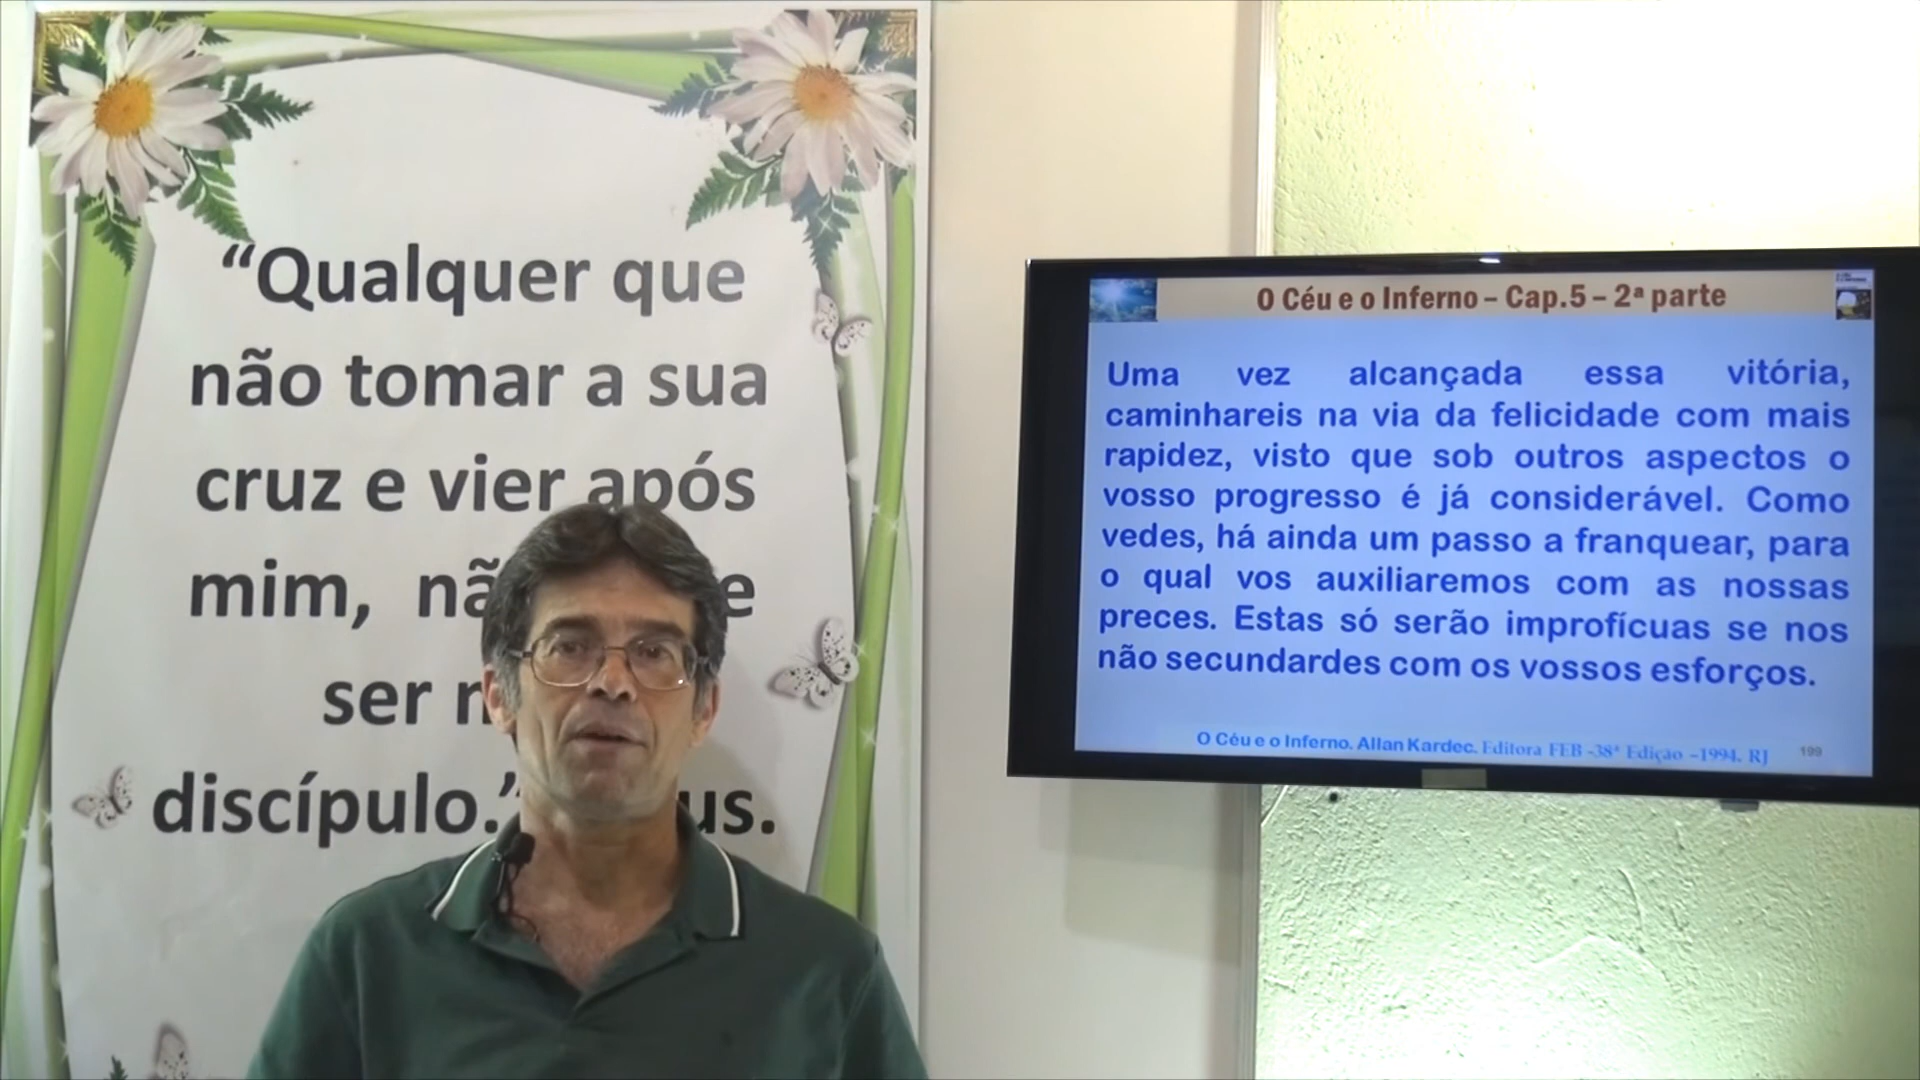 “Qualquer que
não tomar a sua
cruz e vier após
mim,
ser
discípulo.”
O Céu e o Inferno – Cap.5 – 2ª parte
Uma vez alcançada essa vitória,
caminhareis na via da felicidade com mais
rapidez, visto que sob outros aspectos o
vosso progresso é já considerável. Como
vedes, há ainda um passo a franquear, para
o qual vos auxiliaremos com as nossas
preces. Estas só serão improfícuas se nos
não secundardes com os vossos esforços.
O Céu e o Inferno. Allan Kardec. Editora FEB -38ª Edição –1994. RJ
199